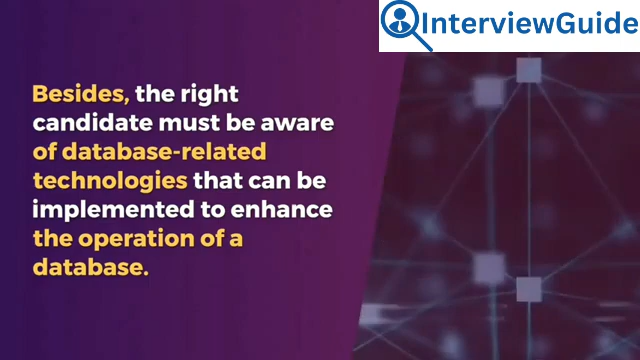 InterviewGuide
Besides, the right
candidate must be aware
of database-related
technologies that can be
implemented to enhance
the operation of a
database.